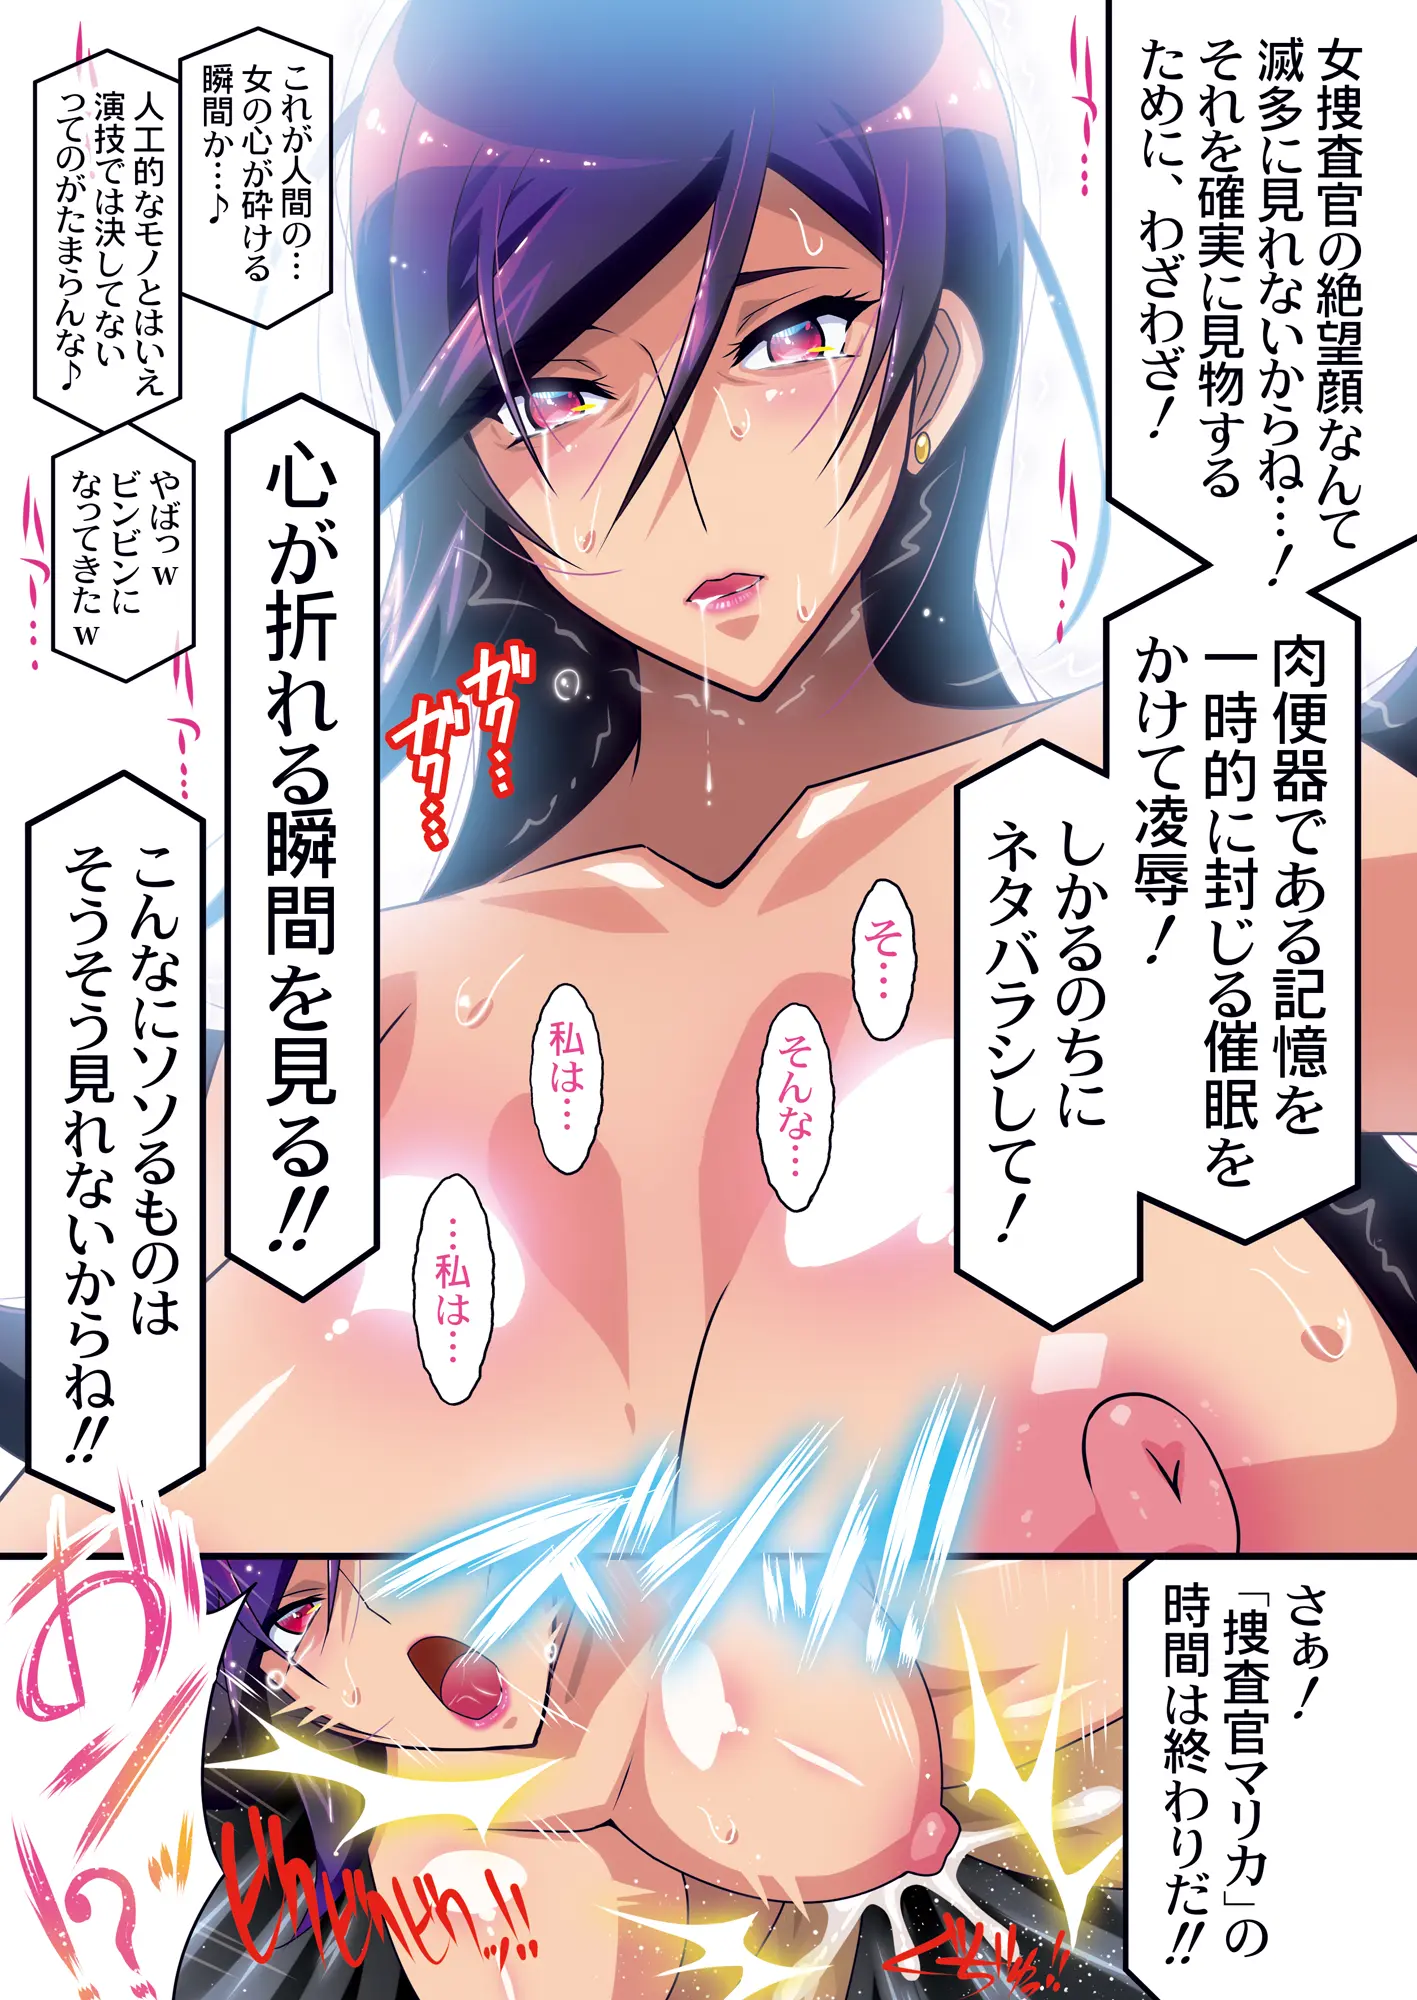 女捜査官の絶望顔なんて
滅多に見れないからね…！
それを確実に見物する
ために、わざわざ！
肉便器である記憶を
一時的に封じる催眠を
かけて凌辱！
しかるのちに
ネタバラシして！
これが人間の…
女の心が砕ける
瞬間か…♪
人工的なモノとはいえ
演技では決してない
ってのがたまらんな♪
やばっw
ビンビンに
なってきたw
心が折れる瞬間を見る!!
こんなにソソるものは
そうそう見れないからね!!
ガク…
ガク…
そ…
そんな…
私は…
…私は…
ズバ!!
さぁ！
「捜査官マリカ」の
時間は終わりだ!!
おッ!?